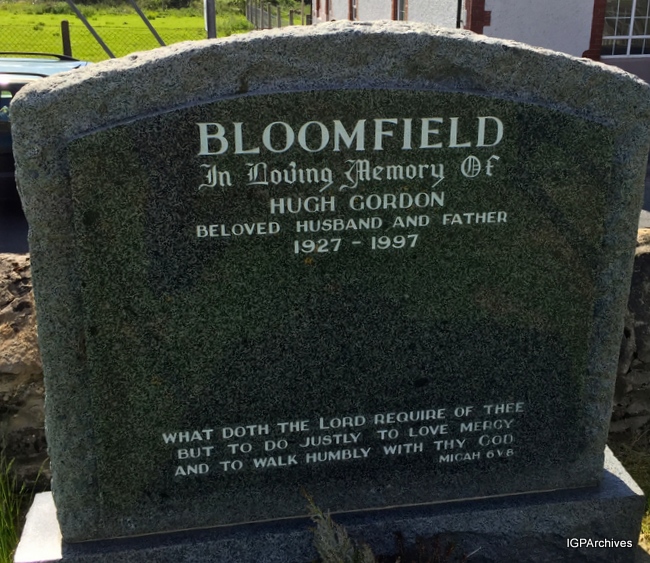 BLOOMFIELD
In Loving Memory Of
HUGH GORDON
BELOVED HUSBAND AND FATHER
1927 - 1997
WHAT DOTH THE LORD REQUIRE OF THEE
BUT TO DO JUSTLY TO LOVE MERCY
AND TO WALK HUMBLY WITH THY GOD
MICAH 6 V 8
IGPArchives